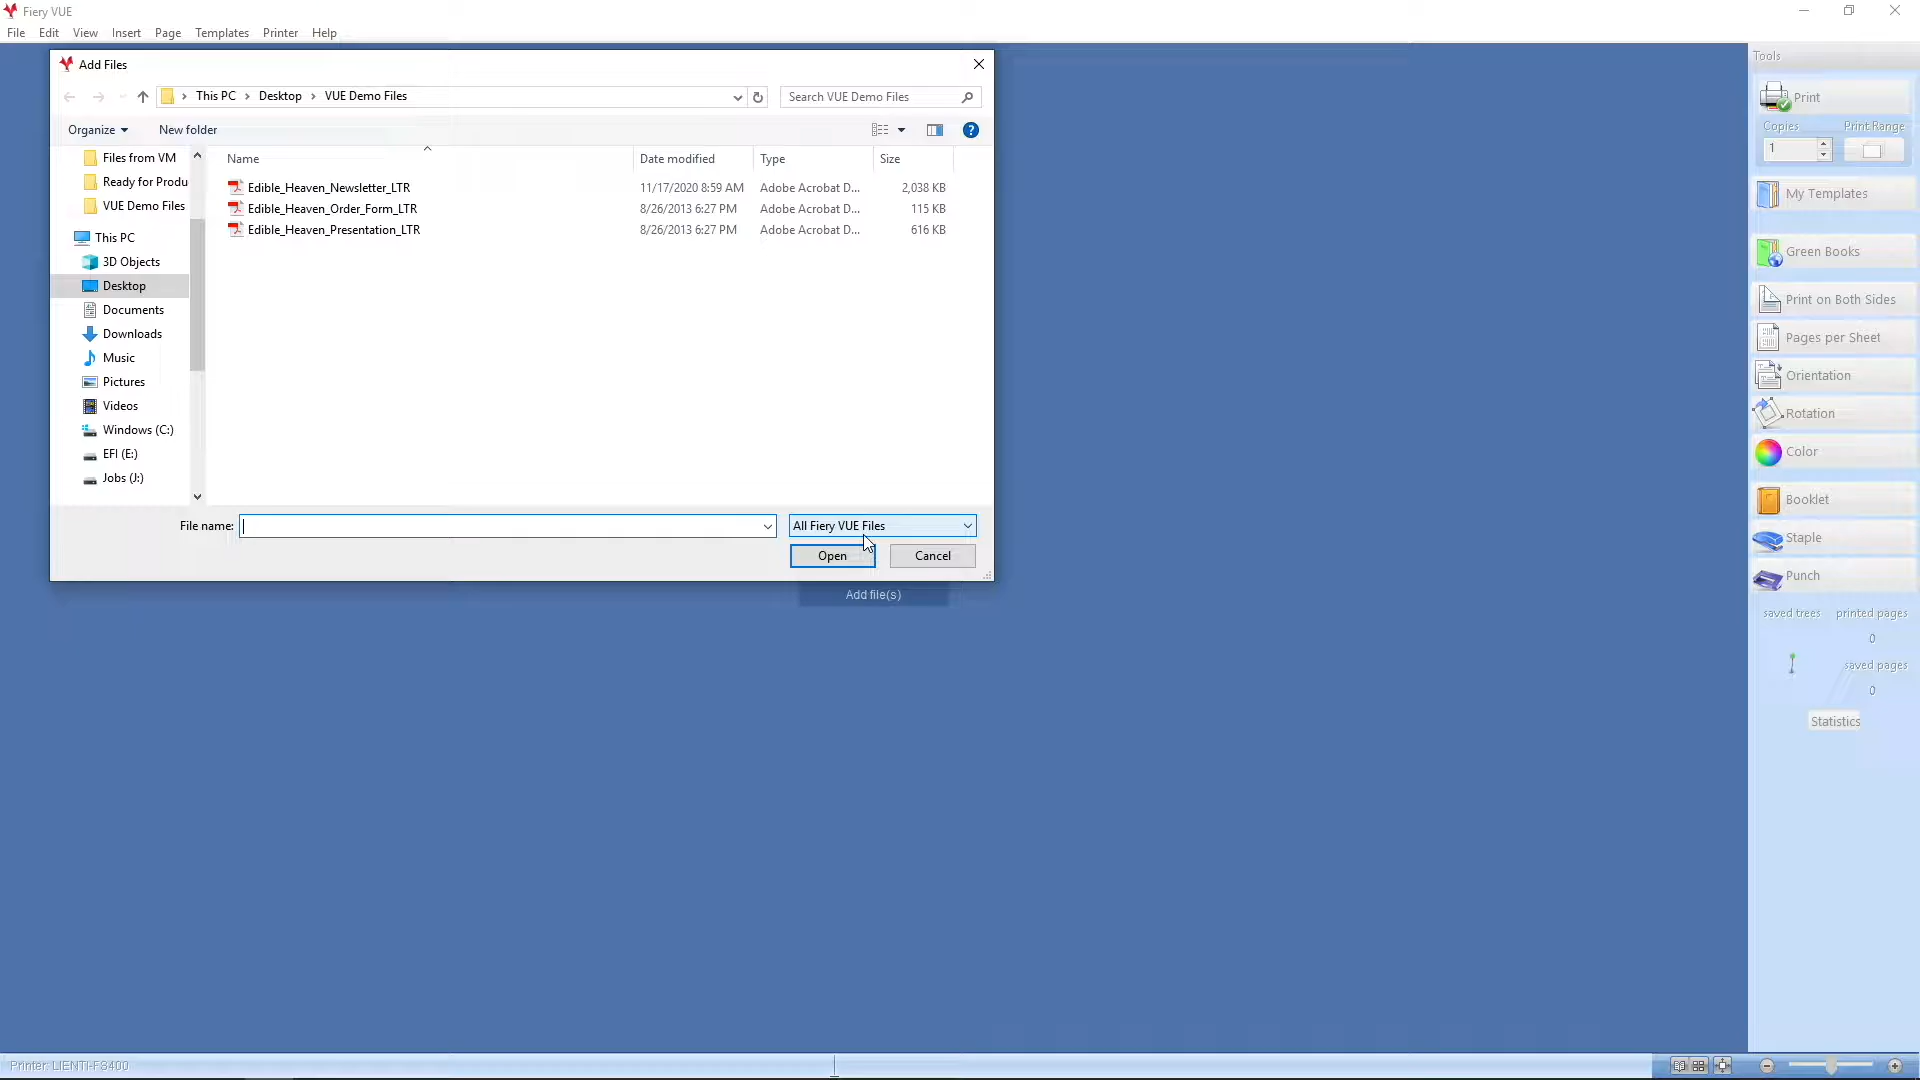 Fiery VUE
File Edit View Insert Page Templates Printer Help
Add Files
This PC Desktop VUE Demo Files
Search VUE Demo Files
Organize New folder
Files from VM
Ready for Produ
VUE Demo Files
This PC
3D Objects
Desktop
Documents
Downloads
Music
Pictures
Videos
Windows (C:)
EFI (E:)
Jobs (J:)
Name Date modified Type Size
Edible_Heaven_Newsletter_LTR 11/17/2020 8:59 AM Adobe Acrobat D... 2,038 KB
Edible_Heaven_Order_Form_LTR 8/26/2013 6:27 PM Adobe Acrobat D... 115 KB
Edible_Heaven_Presentation_LTR 8/26/2013 6:27 PM Adobe Acrobat D... 616 KB
File name: All Fiery VUE Files
Open Cancel
Add file(s)
Tools
Print
Copies Print Range
1
My Templates
Green Books
Print on Both Sides
Pages per Sheet
Orientation
Rotation
Color
Booklet
Staple
Punch
saved trees printed pages
0
saved pages
0
Statistics
Printer: LIENTI-FS400